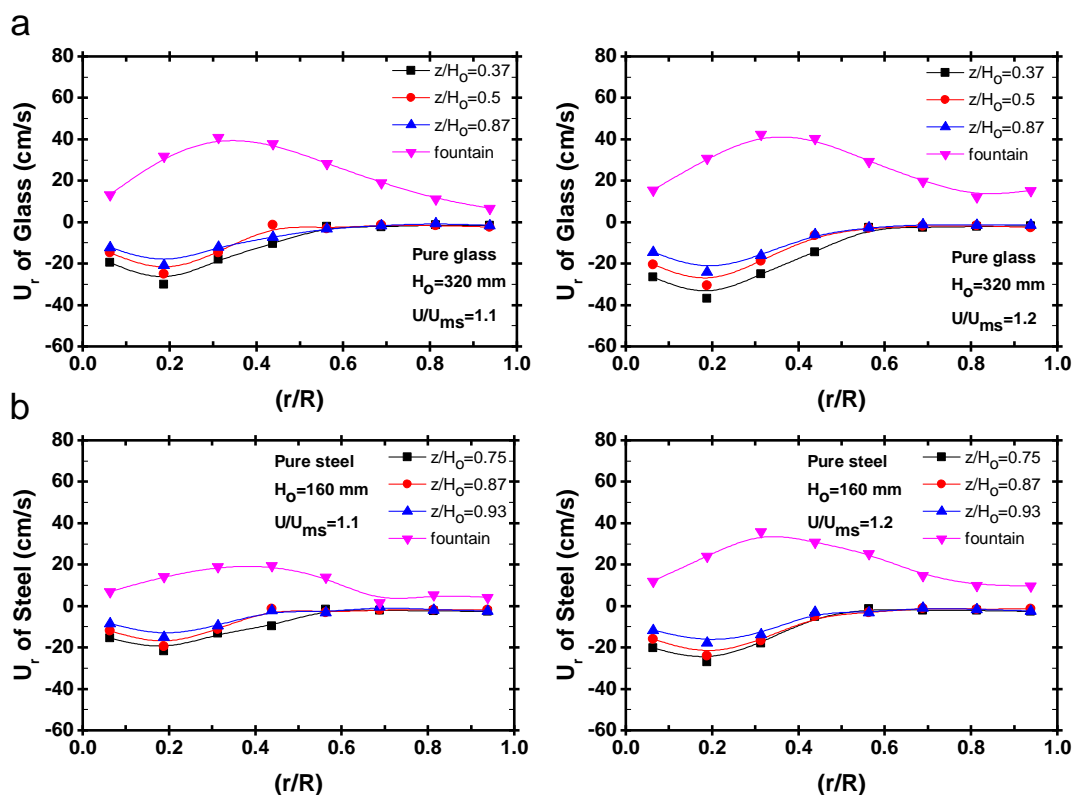 a
80
60
40
20
0
-20
-40
-60
U_r of Glass (cm/s)
z/H_o=0.37
z/H_o=0.5
z/H_o=0.87
fountain
Pure glass
H_o=320 mm
U/U_ms=1.1
0.0 0.2 0.4 0.6 0.8 1.0
(r/R)
80
60
40
20
0
-20
-40
-60
U_r of Glass (cm/s)
z/H_o=0.37
z/H_o=0.5
z/H_o=0.87
fountain
Pure glass
H_o=320 mm
U/U_ms=1.2
0.0 0.2 0.4 0.6 0.8 1.0
(r/R)
b
80
60
40
20
0
-20
-40
-60
U_r of Steel (cm/s)
Pure steel
H_o=160 mm
U/U_ms=1.1
z/H_o=0.75
z/H_o=0.87
z/H_o=0.93
fountain
0.0 0.2 0.4 0.6 0.8 1.0
(r/R)
80
60
40
20
0
-20
-40
-60
U_r of Steel (cm/s)
Pure steel
H_o=160 mm
U/U_ms=1.2
z/H_o=0.75
z/H_o=0.87
z/H_o=0.93
fountain
0.0 0.2 0.4 0.6 0.8 1.0
(r/R)